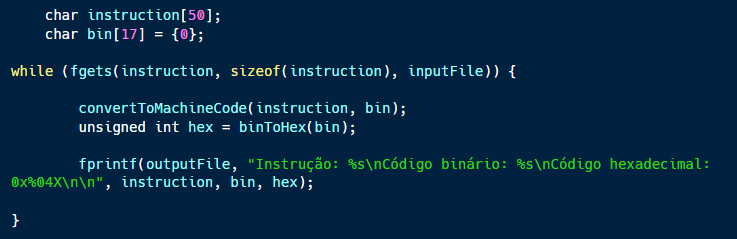 char instruction[50];
char bin[17] = {0};
while (fgets(instruction, sizeof(instruction), inputFile)) {
convertToMachineCode(instruction, bin);
unsigned int hex = binToHex(bin);
fprintf(outputFile, "Instrução: %s\nCódigo binário: %s\nCódigo hexadecimal:
0x%04X\n\n", instruction, bin, hex);
}